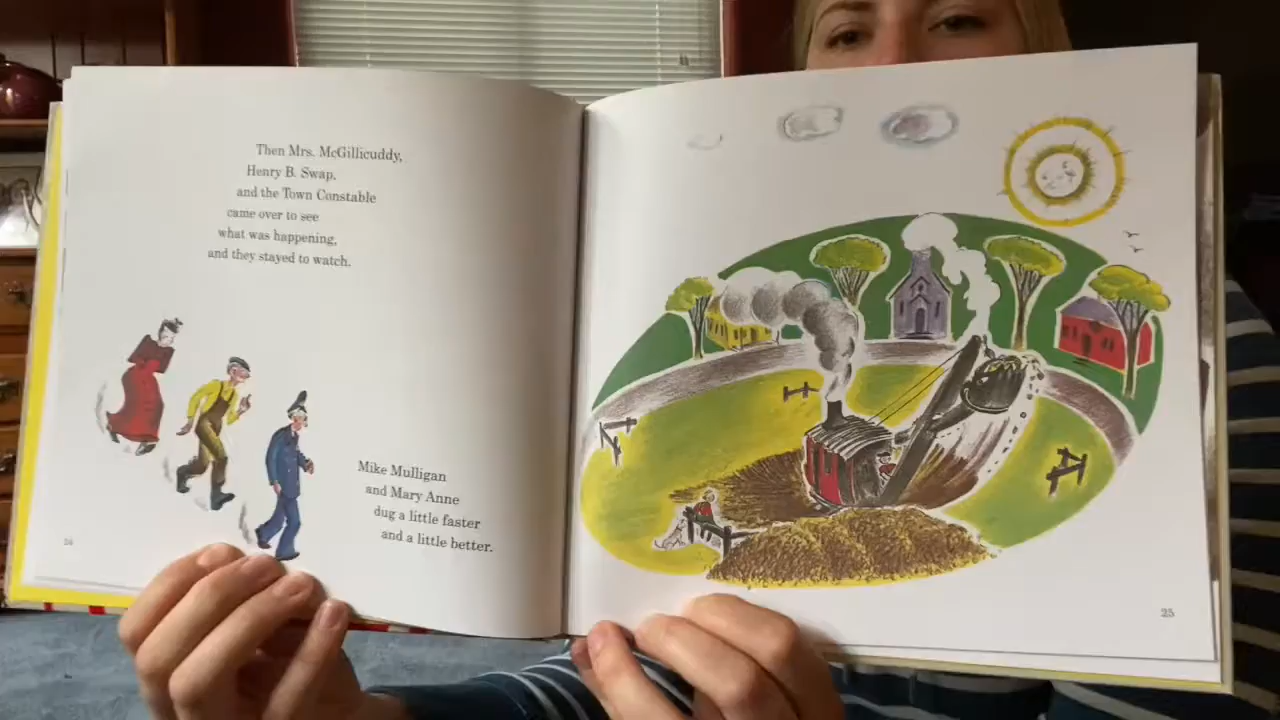 Then Mrs. McGillicuddy,
Henry B. Swap,
and the Town Constable
came over to see
what was happening,
and they stayed to watch.
Mike Mulligan
and Mary Anne
dug a little faster
and a little better.
24
25